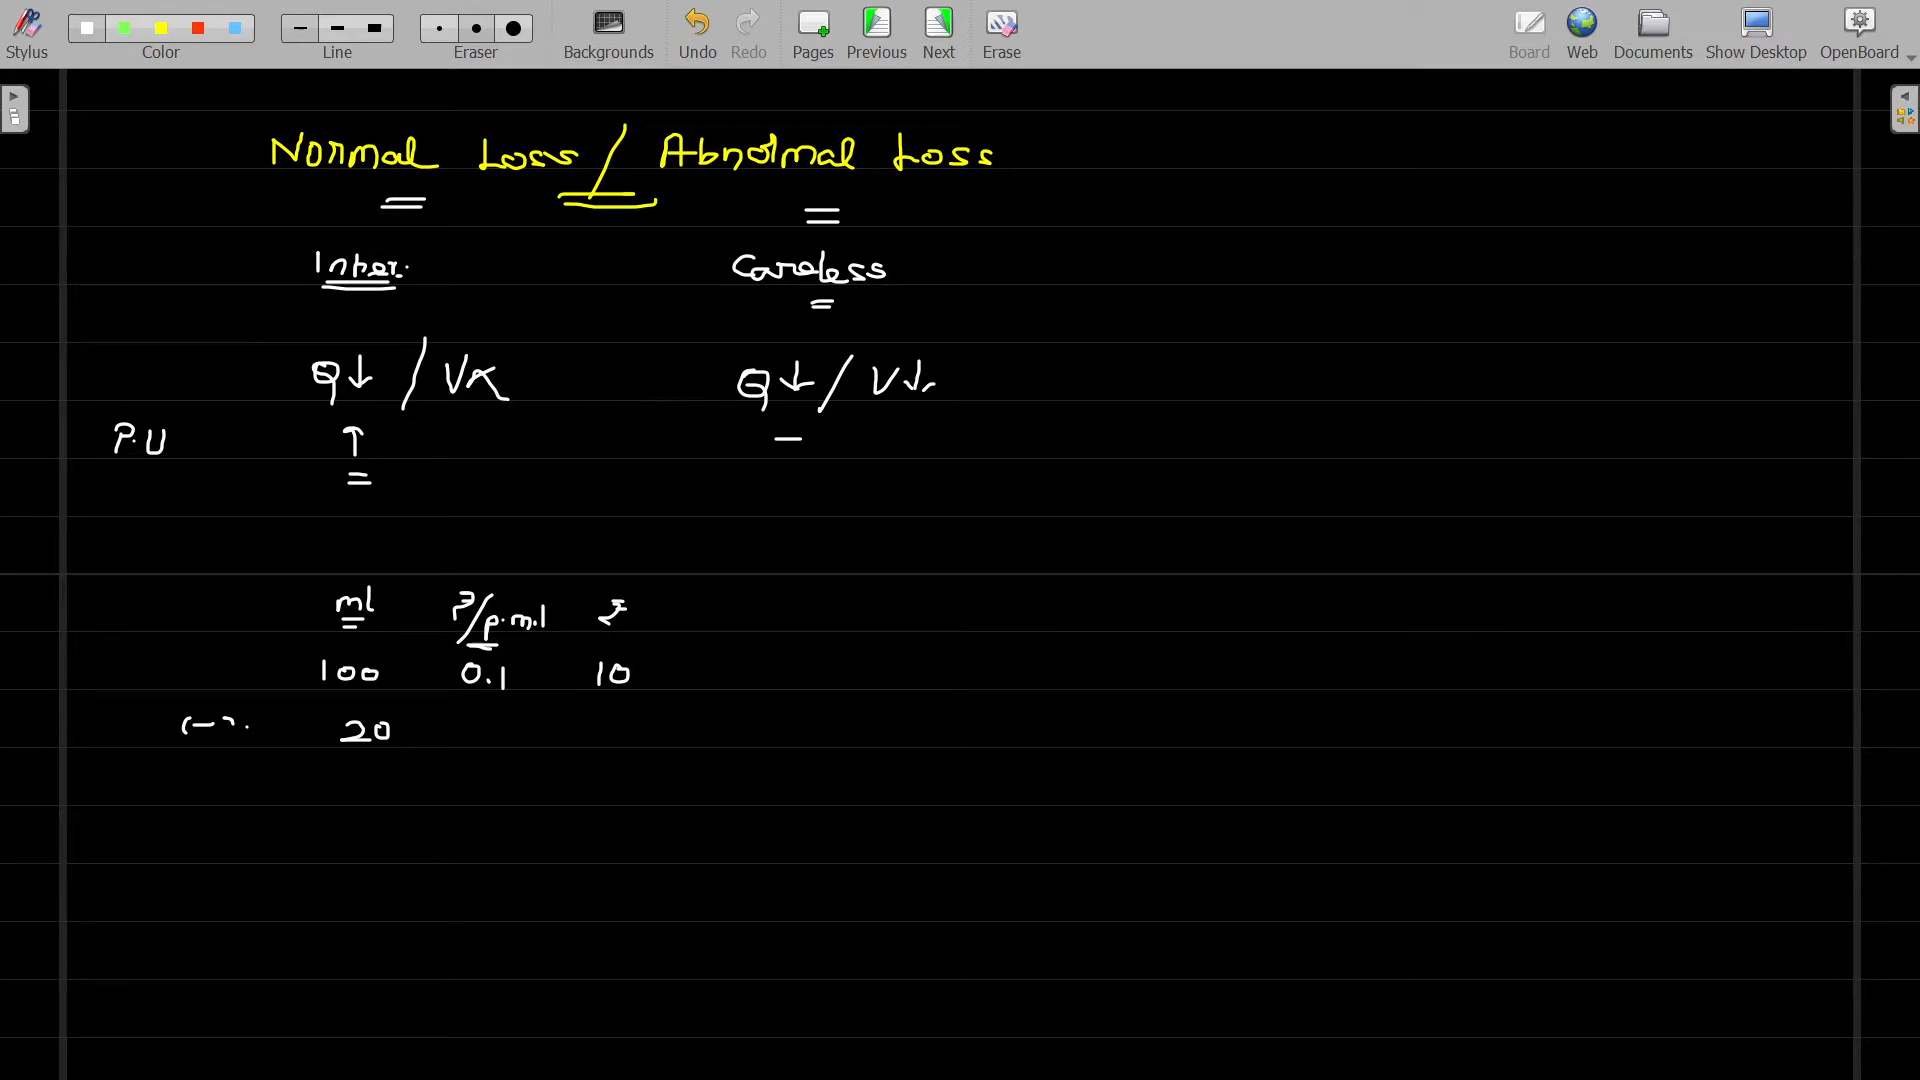 Stylus Color Line Eraser Backgrounds Undo Redo Pages Previous Next Erase Board Web Documents Show Desktop OpenBoard
Normal Loss / Abnormal Loss
Inher. Careless
Q↓ / V× Q↓ / V↓
P.U ↑ –
ml ₹/p.ml ₹
100 0.1 10
(-). 20